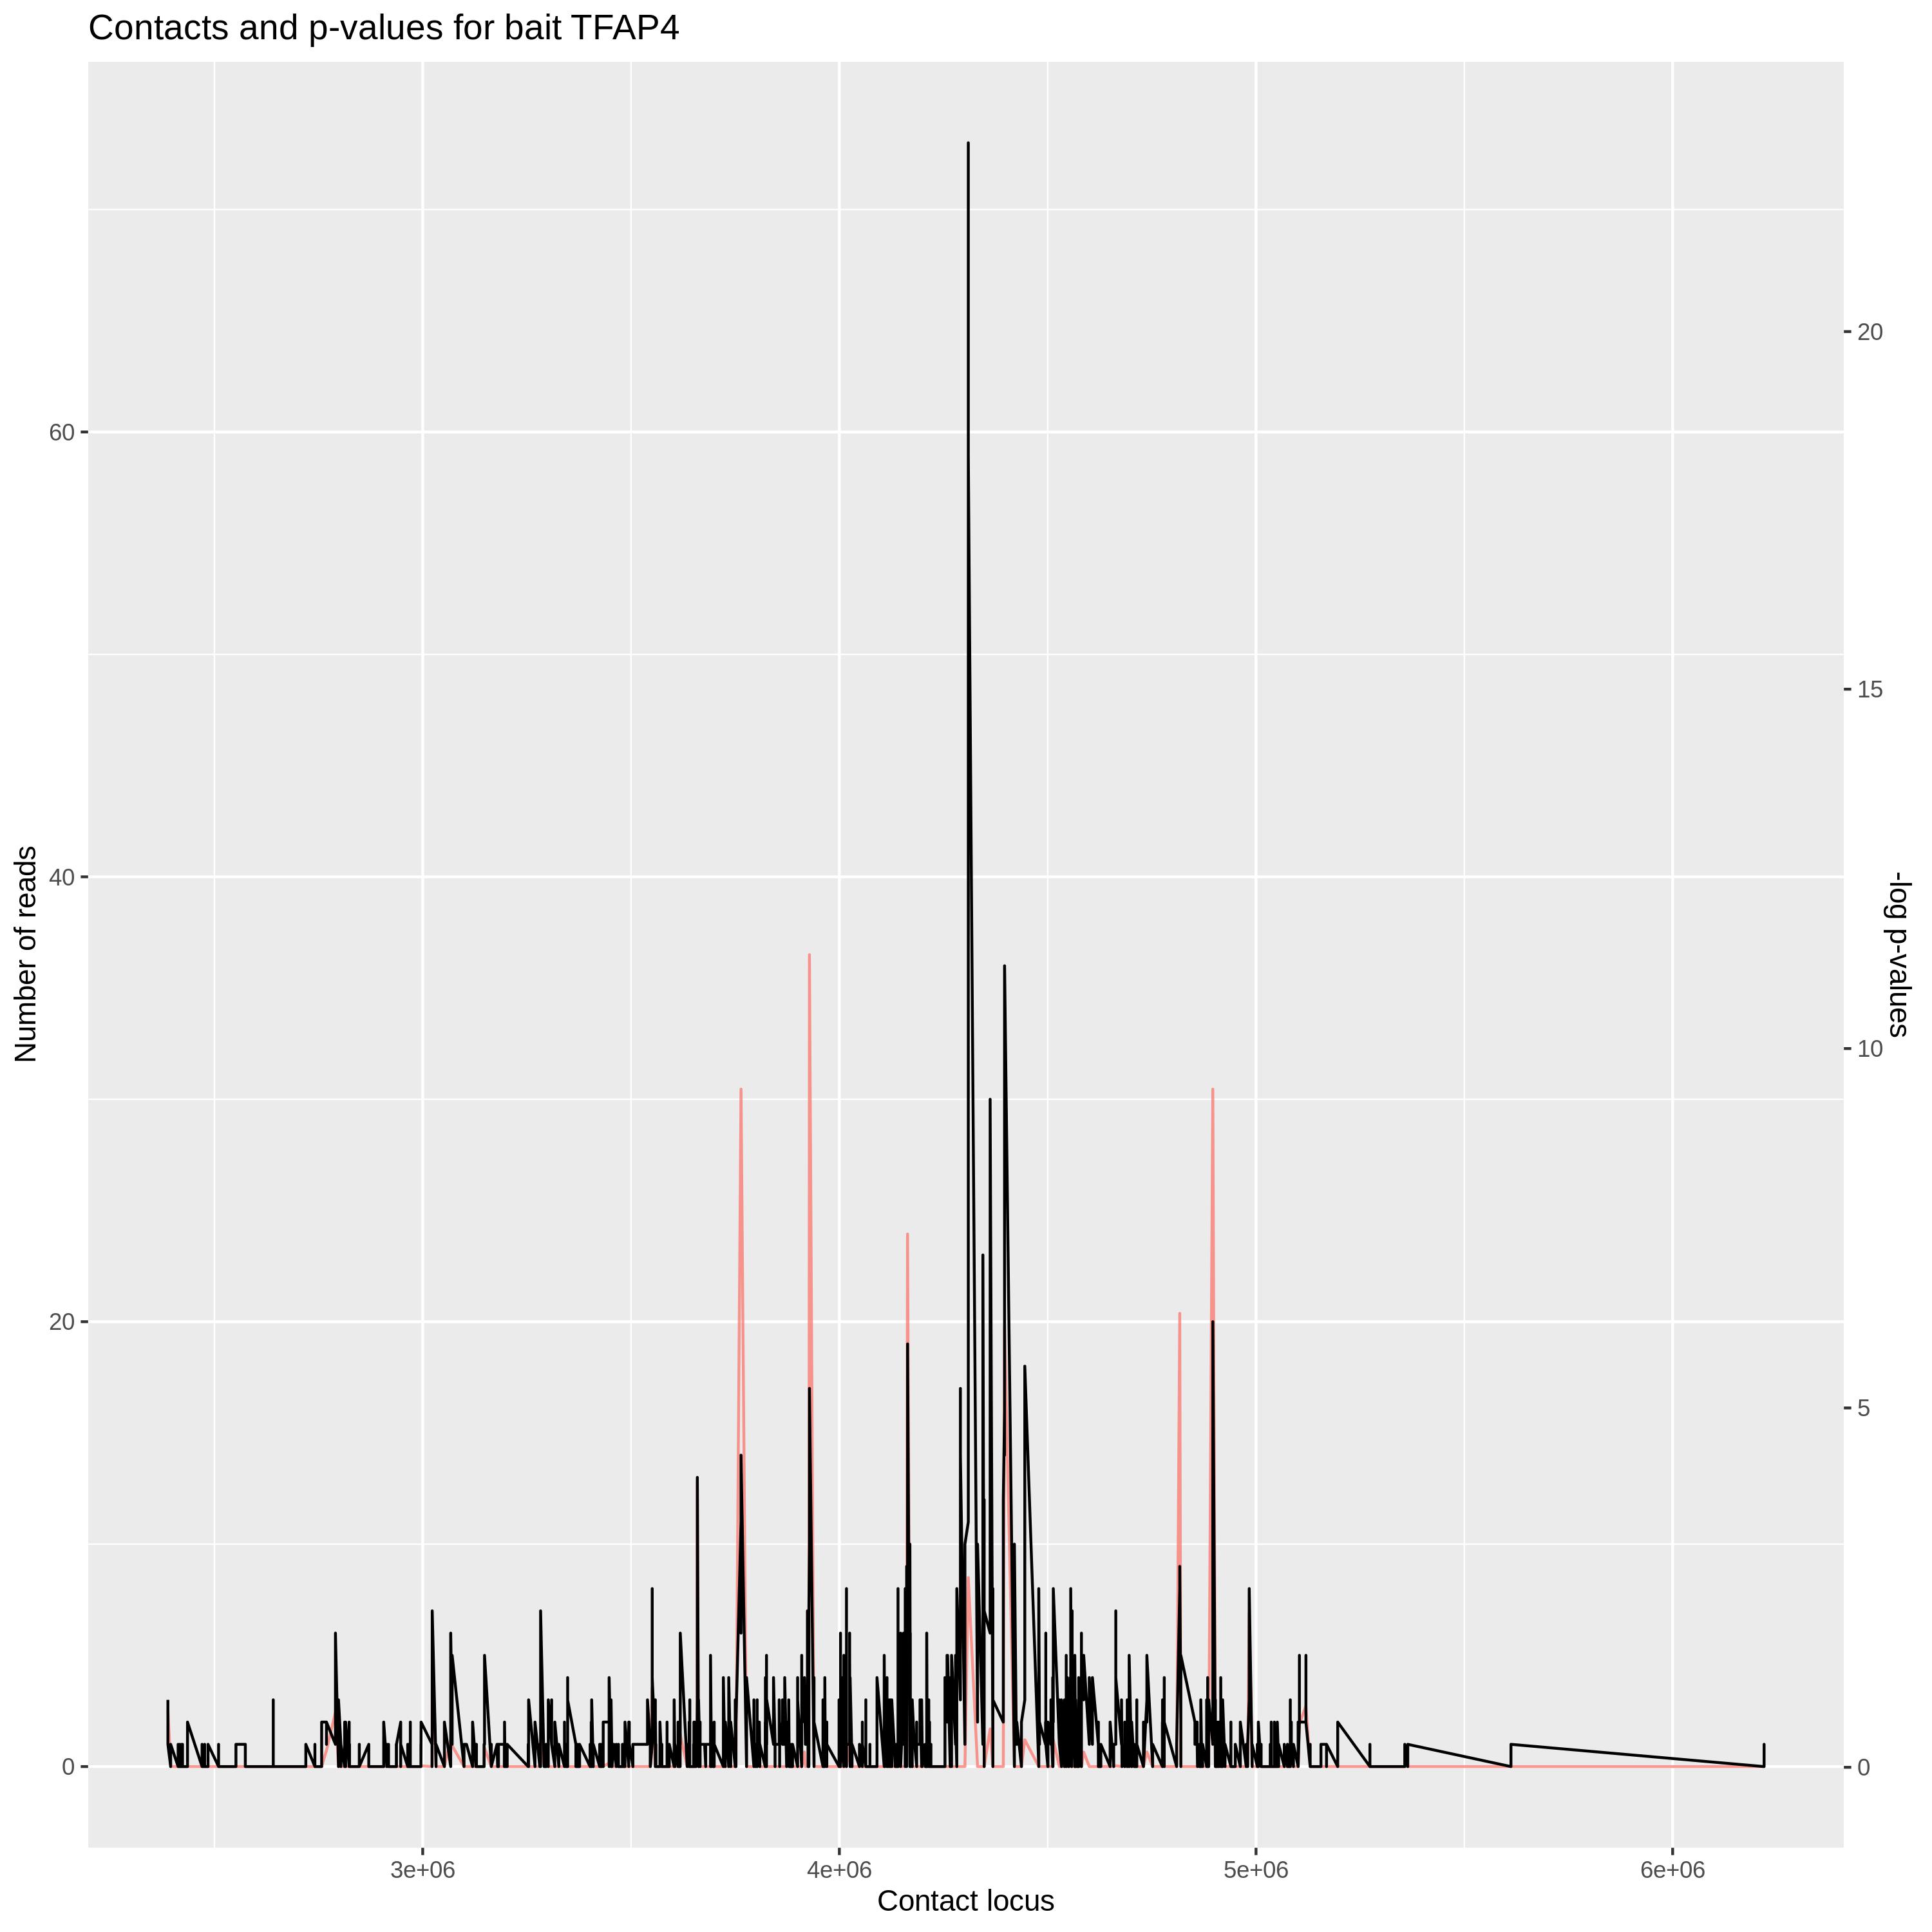 Contacts and p-values for bait TFAP4
Number of reads
60
40
20
0
20
15
10
5
0
-log p-values
3e+06 4e+06 5e+06 6e+06
Contact locus